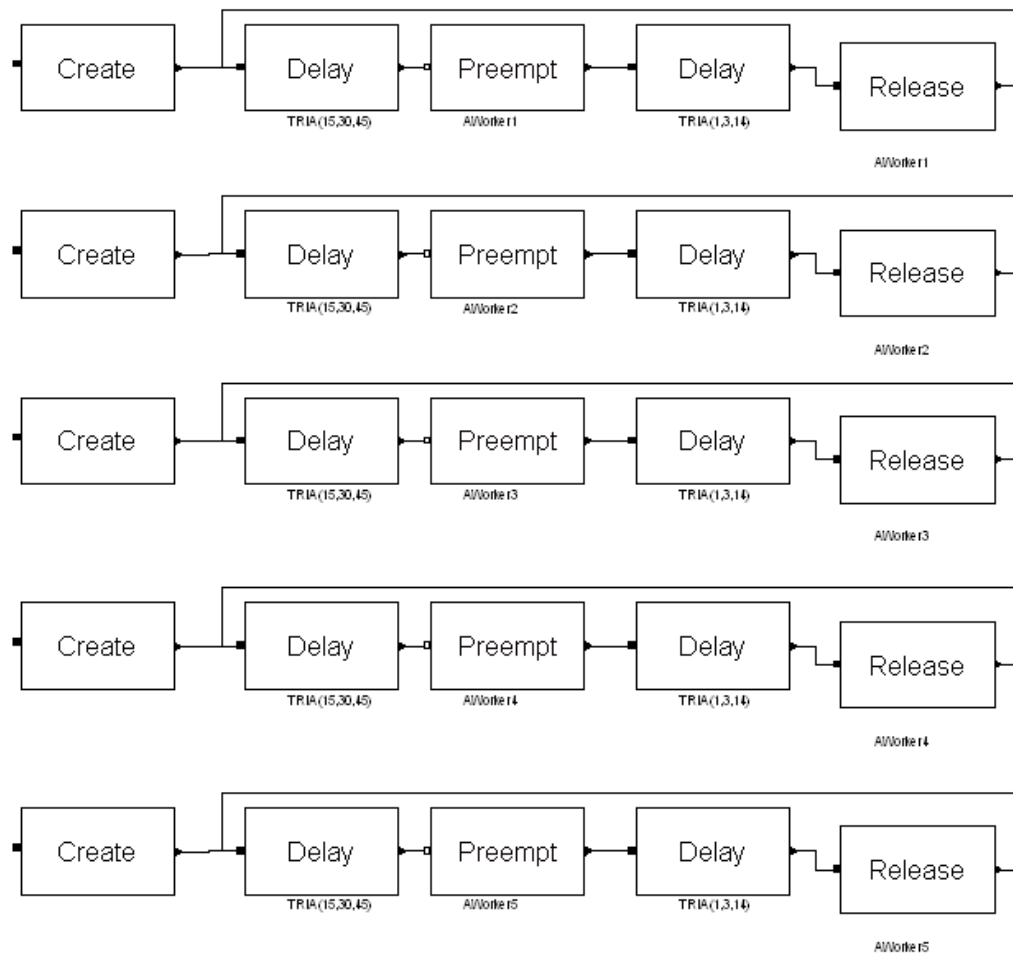 Create Delay Preempt Delay Release
TRIA(15,30,45) AWorker1 TRIA(1,3,14)
AWorker1
Create Delay Preempt Delay Release
TRIA(15,30,45) AWorker2 TRIA(1,3,14)
AWorker2
Create Delay Preempt Delay Release
TRIA(15,30,45) AWorker3 TRIA(1,3,14)
AWorker3
Create Delay Preempt Delay Release
TRIA(15,30,45) AWorker4 TRIA(1,3,14)
AWorker4
Create Delay Preempt Delay Release
TRIA(15,30,45) AWorker5 TRIA(1,3,14)
AWorker5